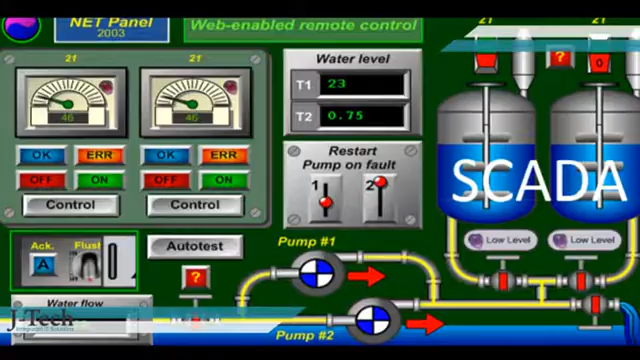 NET Panel
2003
Web-enabled remote control
21
21
21
21
46
46
OK
ERR
OK
ERR
OFF
ON
OFF
ON
Control
Control
Water level
T1
23
T2
0.75
Restart
Pump on fault
1
2
?
0
SCADA
Low Level
Low Level
Ack.
Flush
A
Autotest
?
Pump #1
Water flow
J-Tech
Pump #2